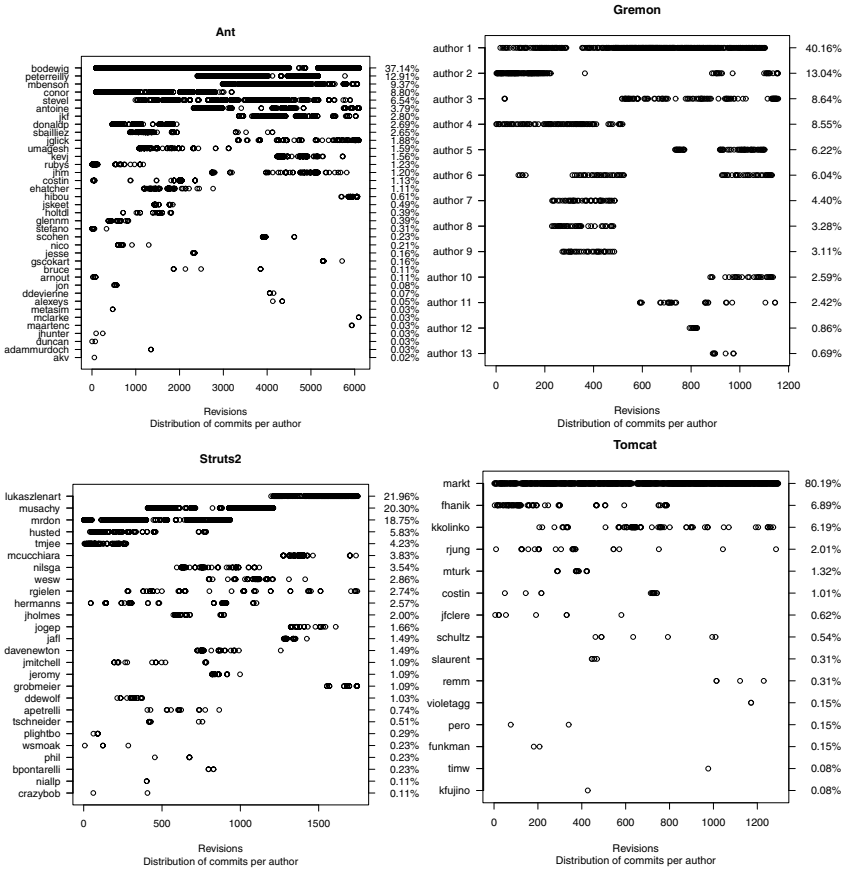 Ant
bodewig 37.14%
peterreilly 12.91%
mbenson 9.37%
conor 8.80%
stevel 6.54%
antoine 3.79%
jkf 2.80%
donaldp 2.69%
sbailliez 2.65%
jglick 1.88%
umagesh 1.59%
kevj 1.56%
rubys 1.23%
jhm 1.20%
costin 1.13%
ehatcher 1.11%
hibou 0.61%
jskeet 0.49%
holtdl 0.39%
glennm 0.39%
stefano 0.31%
scohen 0.23%
nico 0.21%
jesse 0.16%
gscokart 0.16%
bruce 0.11%
arnout 0.11%
jon 0.08%
ddevienne 0.07%
alexeys 0.05%
metasim
mclarke 0.03%
maartenc 0.03%
jhunter 0.03%
duncan 0.03%
adammurdoch 0.03%
akv 0.02%
0 1000 2000 3000 4000 5000 6000
Revisions
Distribution of commits per author
Gremon
author 1 40.16%
author 2 13.04%
author 3 8.64%
author 4 8.55%
author 5 6.22%
author 6 6.04%
author 7 4.40%
author 8 3.28%
author 9 3.11%
author 10 2.59%
author 11 2.42%
author 12 0.86%
author 13 0.69%
0 200 400 600 800 1000 1200
Revisions
Distribution of commits per author
Struts2
lukaszlenart 21.96%
musachy 20.30%
mrdon 18.75%
husted 5.83%
tmjee 4.23%
mcucchiara 3.83%
nilsga 3.54%
wesw 2.86%
rgielen 2.74%
hermanns 2.57%
jholmes 2.00%
jogep 1.66%
jafl 1.49%
davenewton 1.49%
jmitchell 1.09%
jeromy 1.09%
grobmeier 1.09%
ddewolf 1.03%
apetrelli 0.74%
tschneider 0.51%
plightbo 0.29%
wsmoak 0.23%
phil 0.23%
bpontarelli 0.23%
niallp 0.11%
crazybob 0.11%
0 500 1000 1500
Revisions
Distribution of commits per author
Tomcat
markt 80.19%
fhanik 6.89%
kkolinko 6.19%
rjung 2.01%
mturk 1.32%
costin 1.01%
jfclere 0.62%
schultz 0.54%
slaurent 0.31%
remm 0.31%
violetagg 0.15%
pero 0.15%
funkman 0.15%
timw 0.08%
kfujino 0.08%
0 200 400 600 800 1000 1200
Revisions
Distribution of commits per author